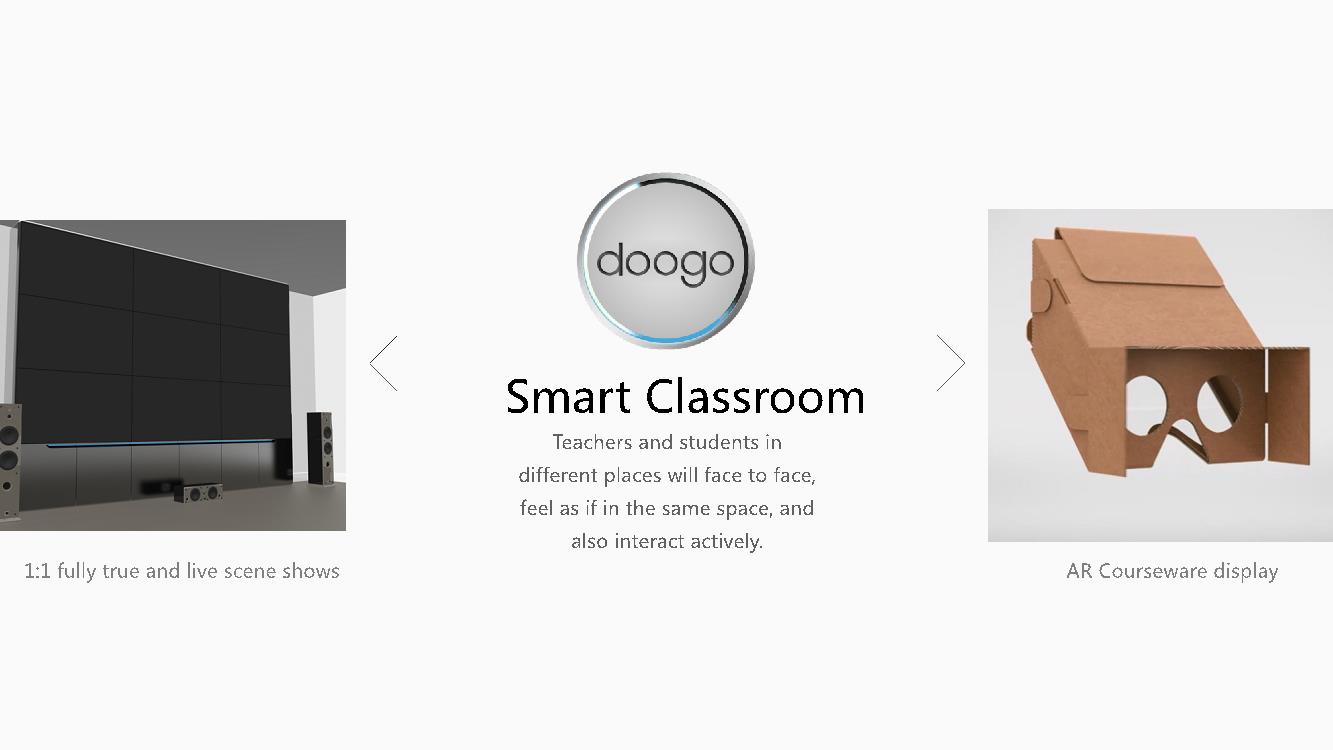 doogo
Smart Classroom
Teachers and students in
different places will face to face,
feel as if in the same space, and
also interact actively.
1:1 fully true and live scene shows
AR Courseware display